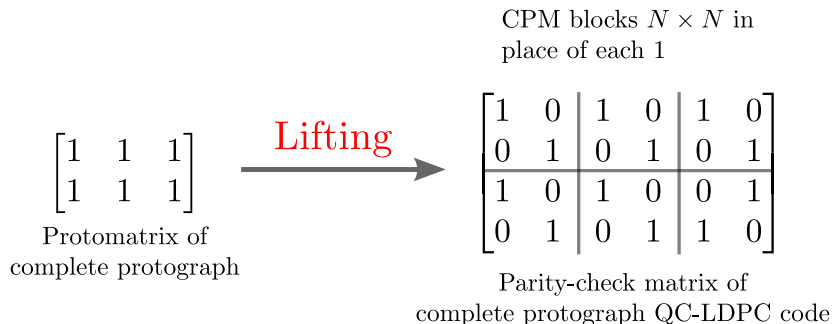 CPM blocks N × N in
place of each 1
Lifting
1 1 1
1 1 1
Protomatrix of
complete protograph
1 0 1 0 1 0
0 1 0 1 0 1
1 0 1 0 0 1
0 1 0 1 1 0
Parity-check matrix of
complete protograph QC-LDPC code